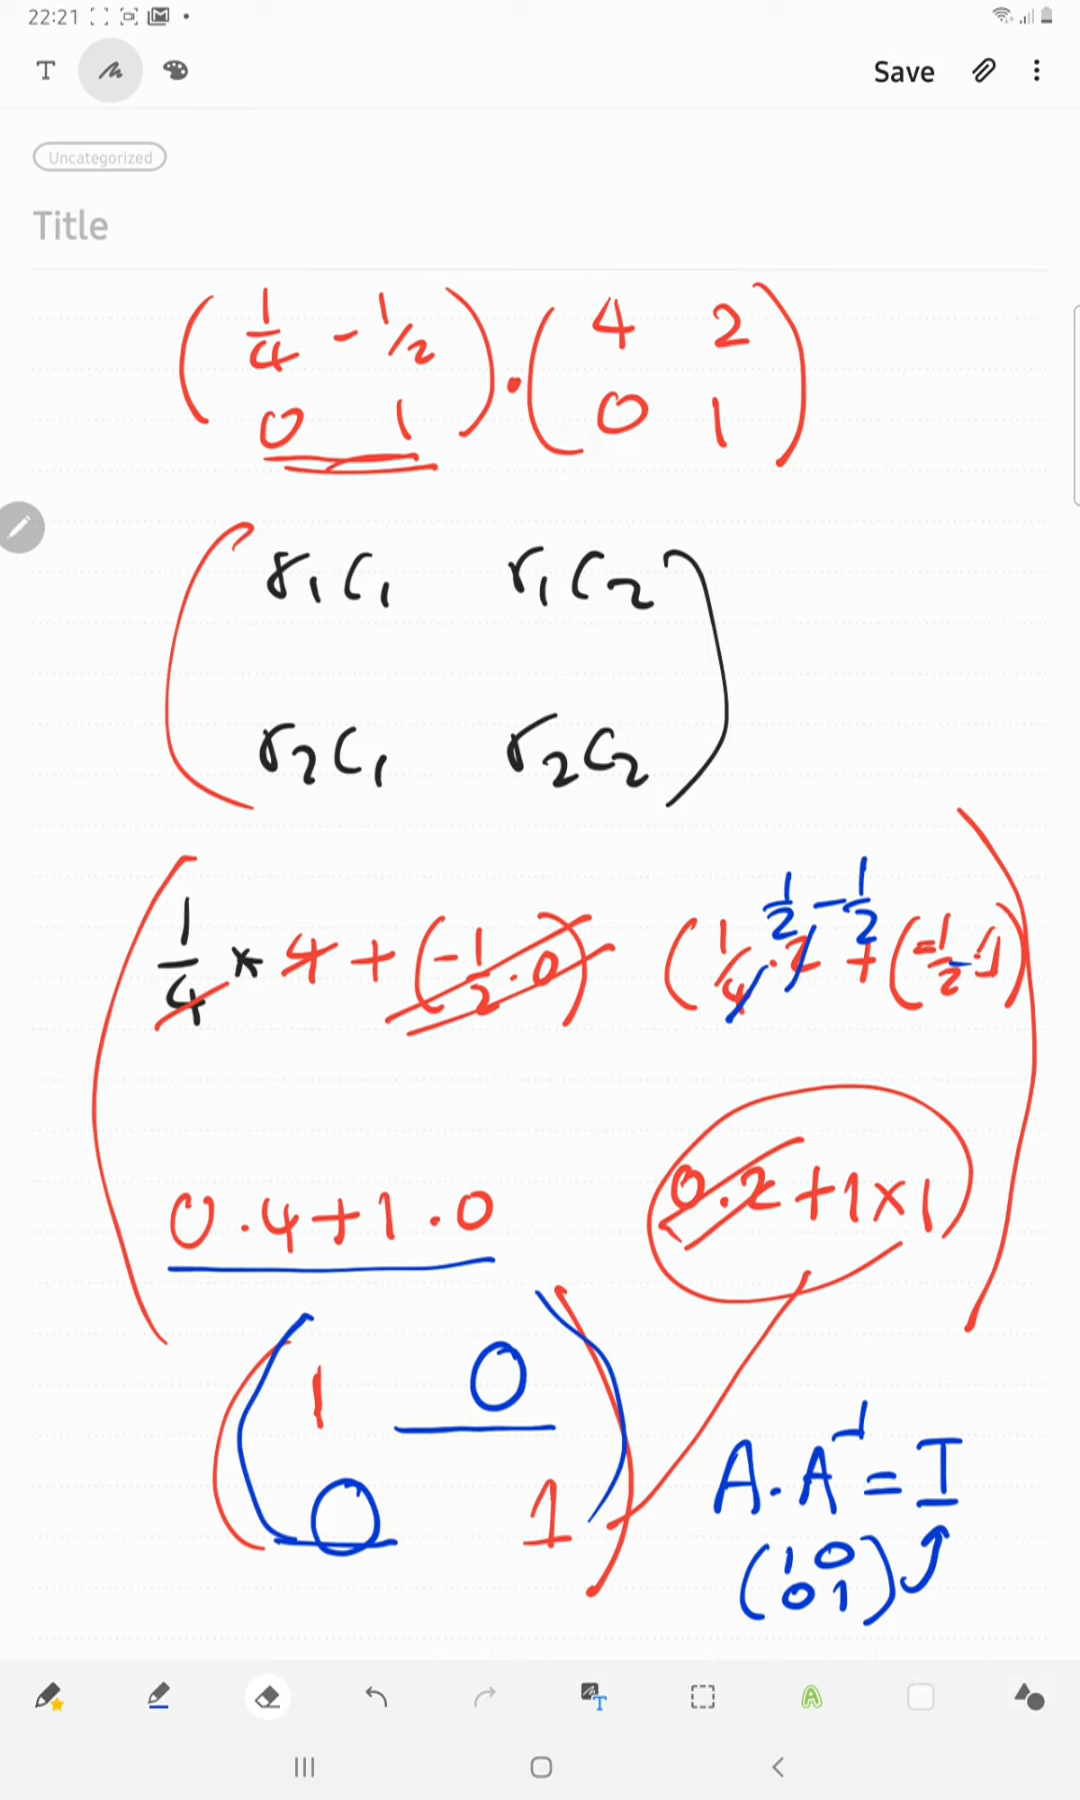 22:21
T
Save
Uncategorized
Title
( 1/4 -1/2 ) . ( 4 2 )
( 0 1 ) ( 0 1 )
r1c1 r1c2
r2c1 r2c2
1/4 * 4 + (-1/2 . 0) (1/4 . 2 + (-1/2 . 1)
1/2 - 1/2
0.4+1.0 0.2+1×1
1 0
0 1
A.A⁻¹=I
(1 0
0 1)
T
A